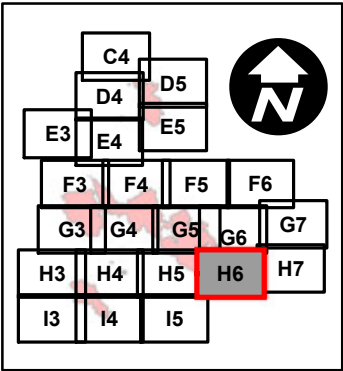 C4
D4 D5
E3 E4 E5
F3 F4 F5 F6
G3 G4 G5 G6 G7
H3 H4 H5 H6 H7
I3 I4 I5
N